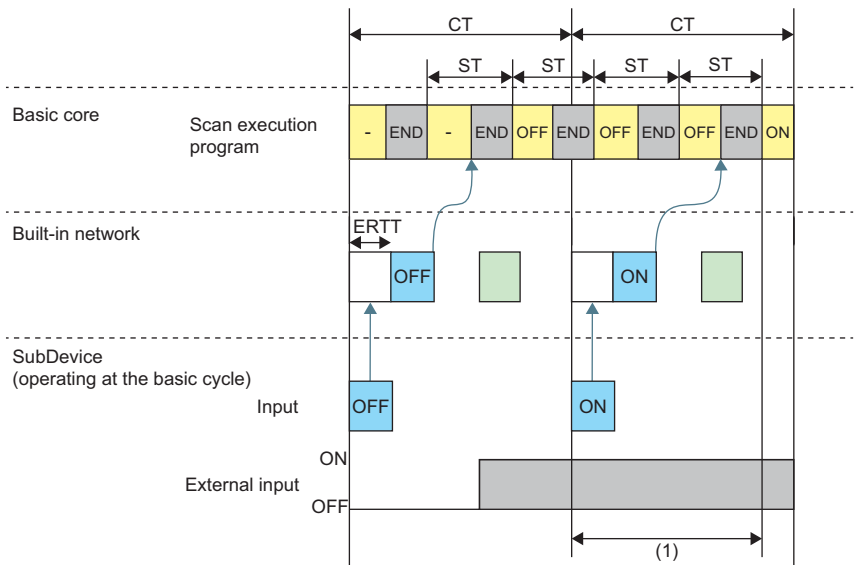 CT CT
ST ST ST ST
Basic core
Scan execution
program
- END - END OFF END OFF END OFF END ON
Built-in network
ERTT
OFF ON
SubDevice
(operating at the basic cycle)
Input
OFF ON
ON
External input
OFF
(1)